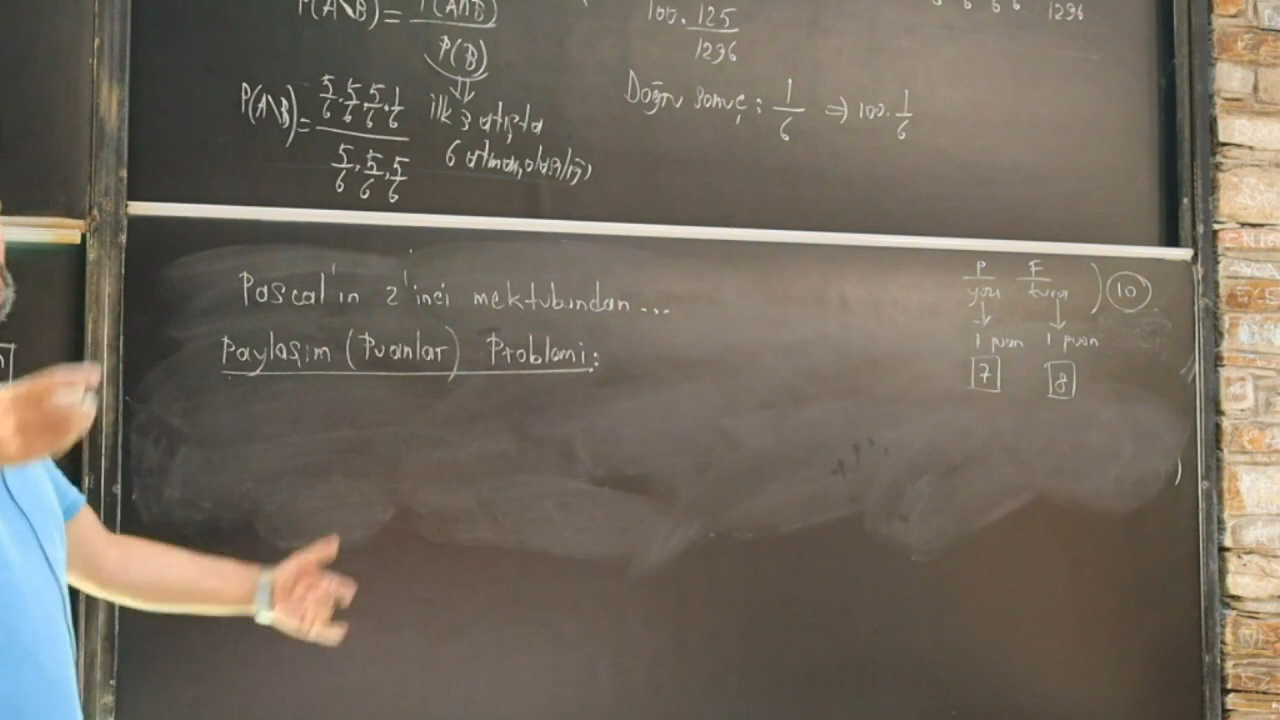 P(A\B) = P(A∩B)
P(B)
P(A\B) = 5/6 . 5/6 . 5/6 . 1/6
5/6 . 5/6 . 5/6
ilk 3 atışta
6 atmama olasılığı
100. 125
1296
1296
Doğru sonuç : 1/6 ⇒ 100. 1/6
Pascal'ın 2'inci mektubundan...
Paylaşım (Puanlar) Problemi:
P F
yazı tura ) 10
↓ ↓
1 puan 1 puan
7 8